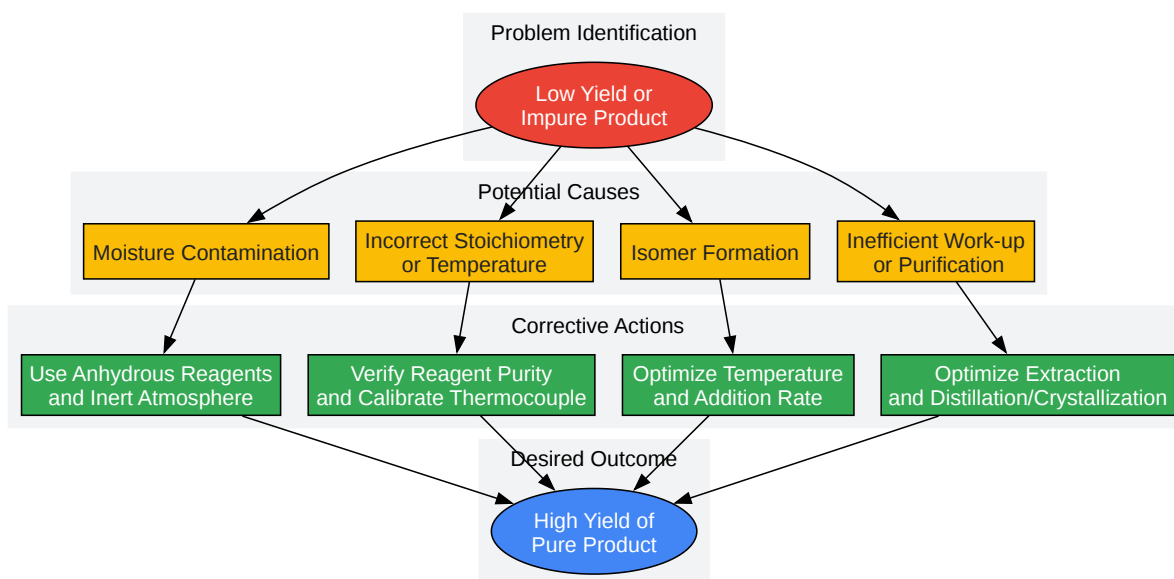 Problem Identification
Low Yield or
Impure Product
Potential Causes
Moisture Contamination
Incorrect Stoichiometry
or Temperature
Isomer Formation
Inefficient Work-up
or Purification
Corrective Actions
Use Anhydrous Reagents
and Inert Atmosphere
Verify Reagent Purity
and Calibrate Thermocouple
Optimize Temperature
and Addition Rate
Optimize Extraction
and Distillation/Crystallization
Desired Outcome
High Yield of
Pure Product